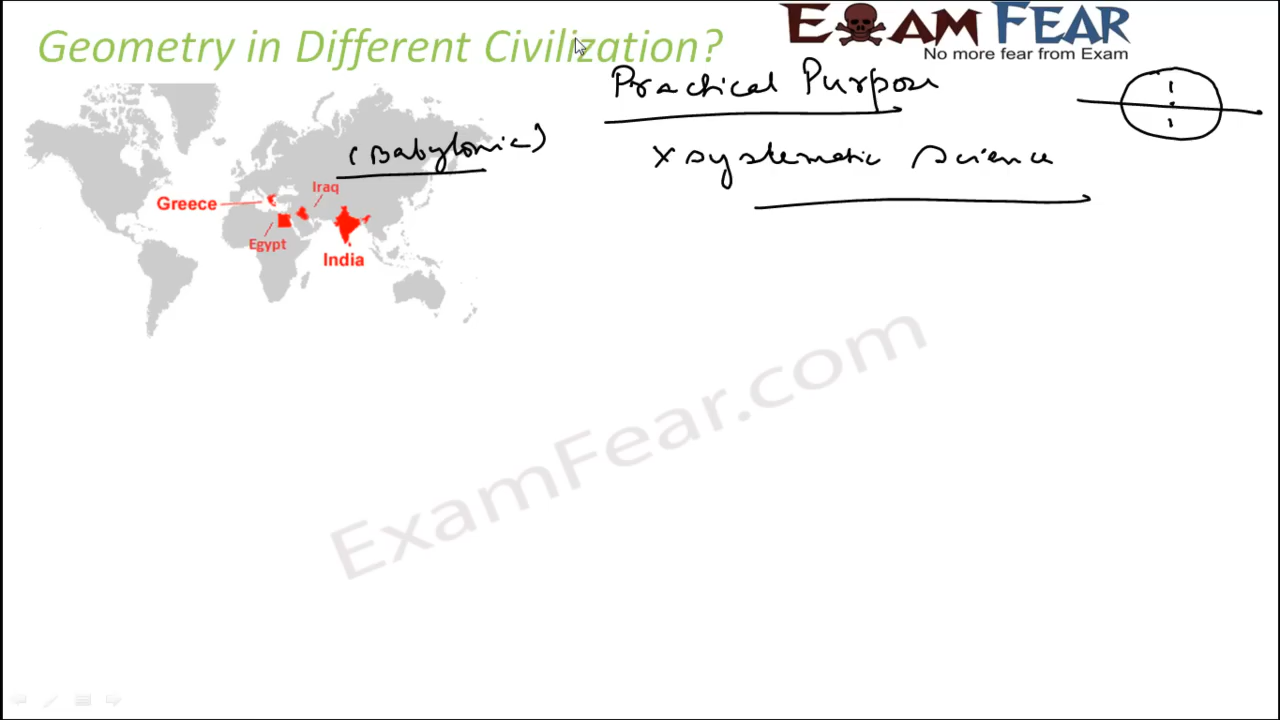 Geometry in Different Civilization?
EXAM FEAR
No more fear from Exam
Practical Purpose
(Babylonia)
x systematic science
Iraq
Greece
Egypt
India
ExamFear.com